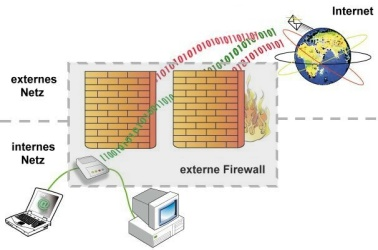 Internet
externes
Netz
internes
Netz
externe Firewall